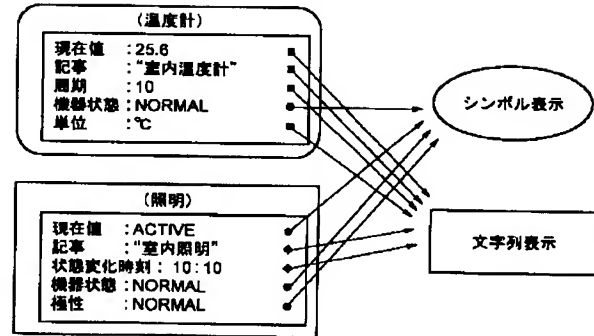 (温度計)
現在値 :25.6
記事 :"室内温度計"
周期 :10
機器状態 :NORMAL
単位 :℃
シンボル表示
(照明)
現在値 :ACTIVE
記事 :"室内照明"
状態変化時刻 : 10:10
機器状態 :NORMAL
極性 :NORMAL
文字列表示